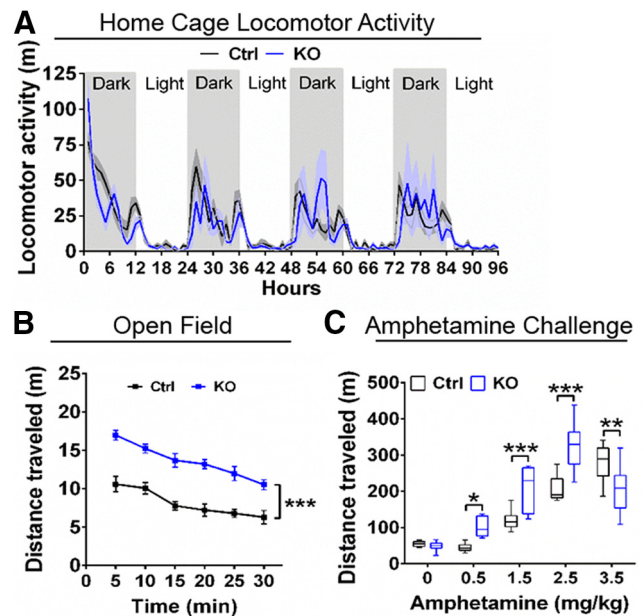 A Home Cage Locomotor Activity
Ctrl KO
Locomotor activity (m)
125
100
75
50
25
0
Dark Light Dark Light Dark Light Dark Light
0 6 12 18 24 30 36 42 48 54 60 66 72 78 84 90 96
Hours
B Open Field
Distance traveled (m)
25
20
15
10
5
0
Ctrl KO
***
0 5 10 15 20 25 30
Time (min)
C Amphetamine Challenge
Distance traveled (m)
500
400
300
200
100
0
Ctrl KO
* *** *** **
0 0.5 1.5 2.5 3.5
Amphetamine (mg/kg)